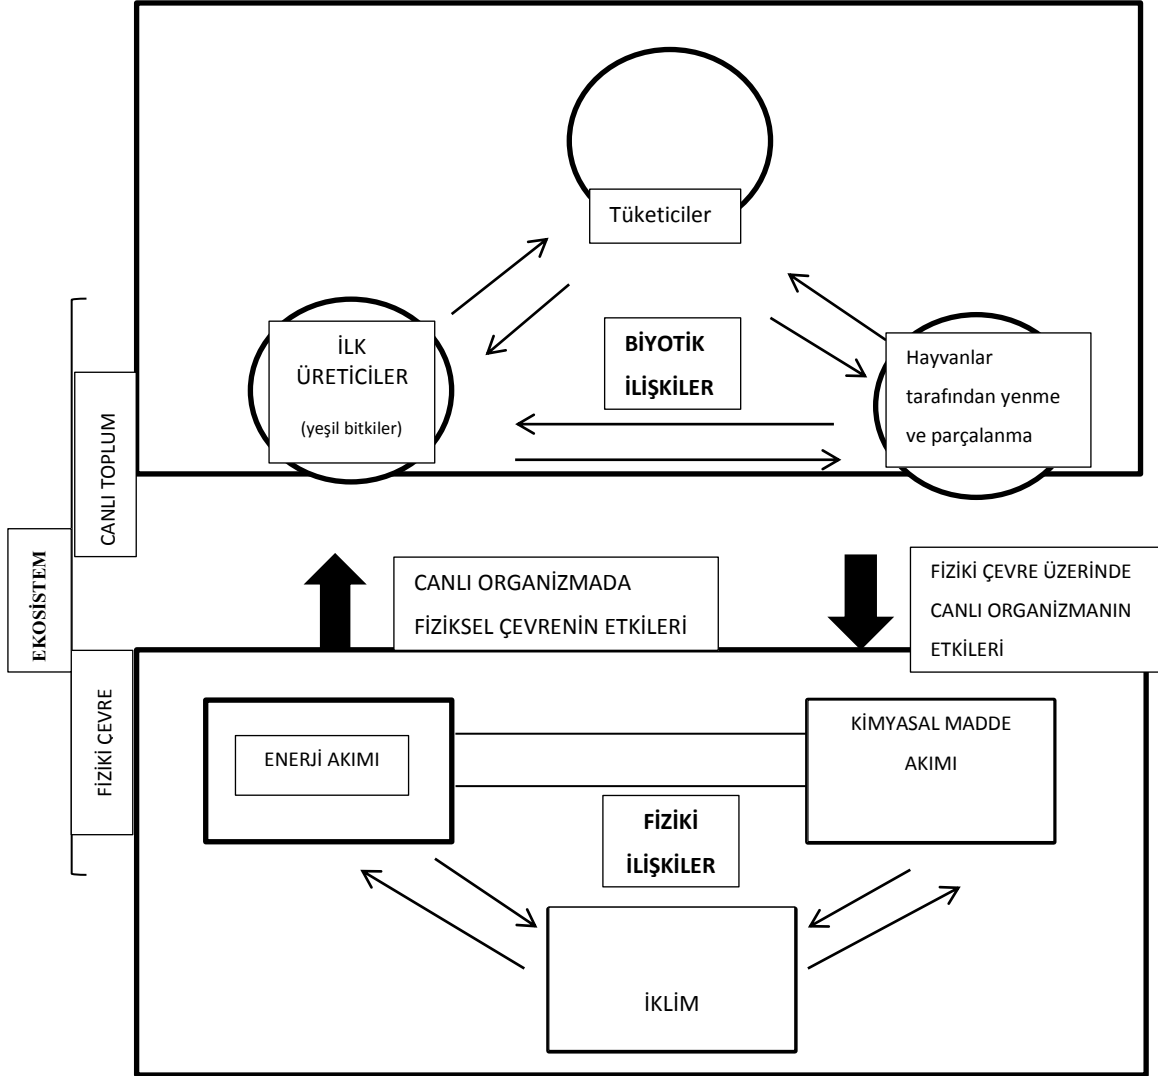 Tüketiciler
İLK
ÜRETİCİLER
(yeşil bitkiler)
BİYOTİK
İLİŞKİLER
Hayvanlar
tarafından yenme
ve parçalanma
CANLI TOPLUM
EKOSİSTEM
FİZİKİ ÇEVRE
CANLI ORGANİZMADA
FİZİKSEL ÇEVRENİN ETKİLERİ
FİZİKİ ÇEVRE ÜZERİNDE
CANLI ORGANİZMANIN
ETKİLERİ
ENERJİ AKIMI
KİMYASAL MADDE
AKIMI
FİZİKİ
İLİŞKİLER
İKLİM